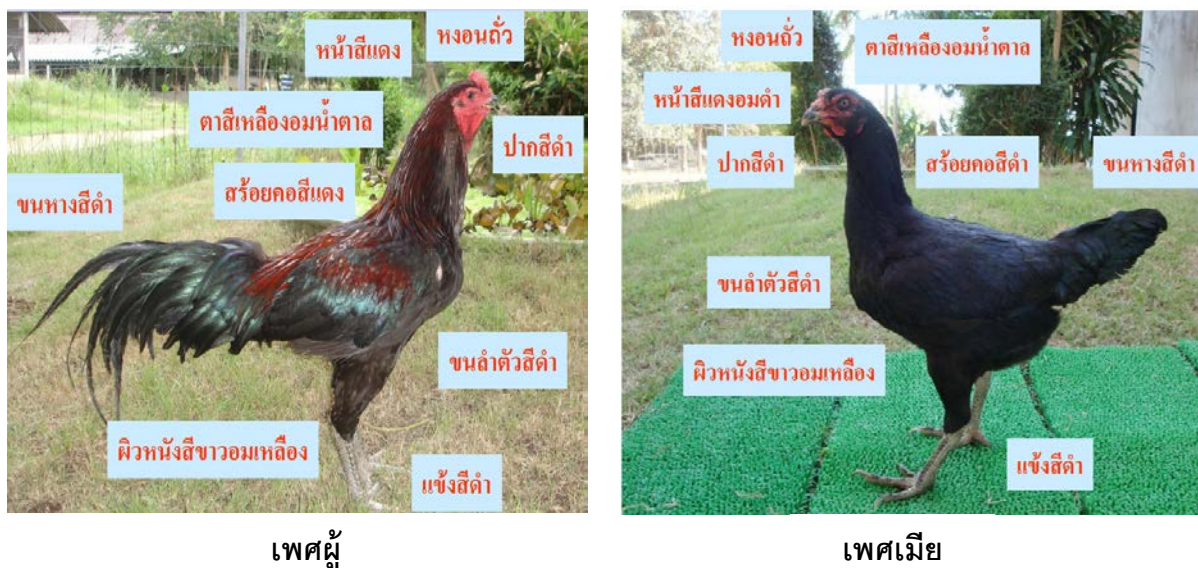 หงอนถั่ว
หน้าสีแดง
ตาสีเหลืองอมน้ำตาล
ปากสีดำ
สร้อยคอสีแดง
ขนหางสีดำ
ขนลำตัวสีดำ
ผิวหนังสีขาวอมเหลือง
แข้งสีดำ
เพศผู้
หงอนถั่ว
ตาสีเหลืองอมน้ำตาล
หน้าสีแดงอมดำ
ปากสีดำ
สร้อยคอสีดำ
ขนหางสีดำ
ขนลำตัวสีดำ
ผิวหนังสีขาวอมเหลือง
แข้งสีดำ
เพศเมีย